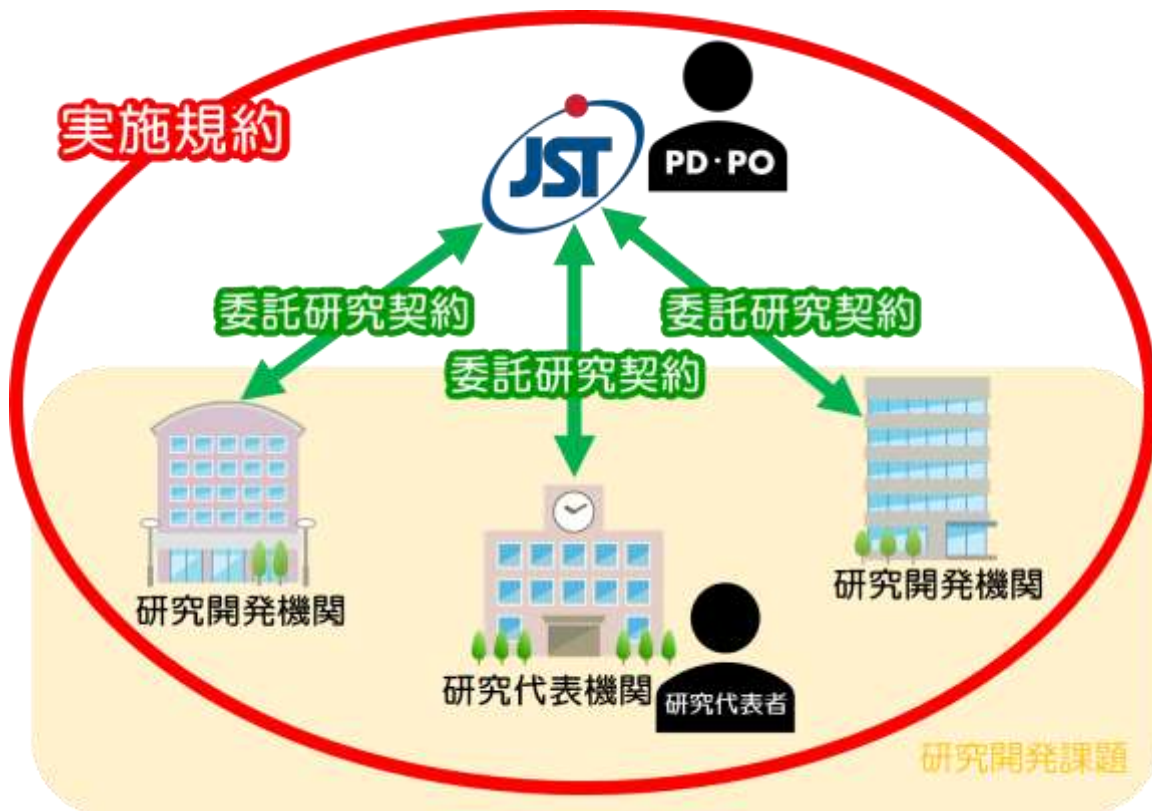 実施規約
JST
PD・PO
委託研究契約
委託研究契約
委託研究契約
研究開発機関
研究開発機関
研究代表機関
研究代表者
研究開発課題